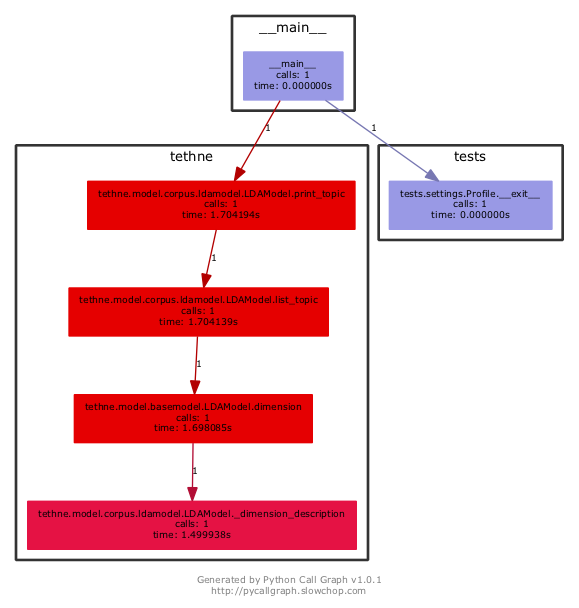 __main__
__main__
calls: 1
time: 0.000000s
1
1
tethne
tests
tethne.model.corpus.ldamodel.LDAModel.print_topic
calls: 1
time: 1.704194s
tests.settings.Profile.__exit__
calls: 1
time: 0.000000s
1
tethne.model.corpus.ldamodel.LDAModel.list_topic
calls: 1
time: 1.704139s
1
tethne.model.basemodel.LDAModel.dimension
calls: 1
time: 1.698085s
1
tethne.model.corpus.ldamodel.LDAModel._dimension_description
calls: 1
time: 1.499938s
Generated by Python Call Graph v1.0.1
http://pycallgraph.slowchop.com